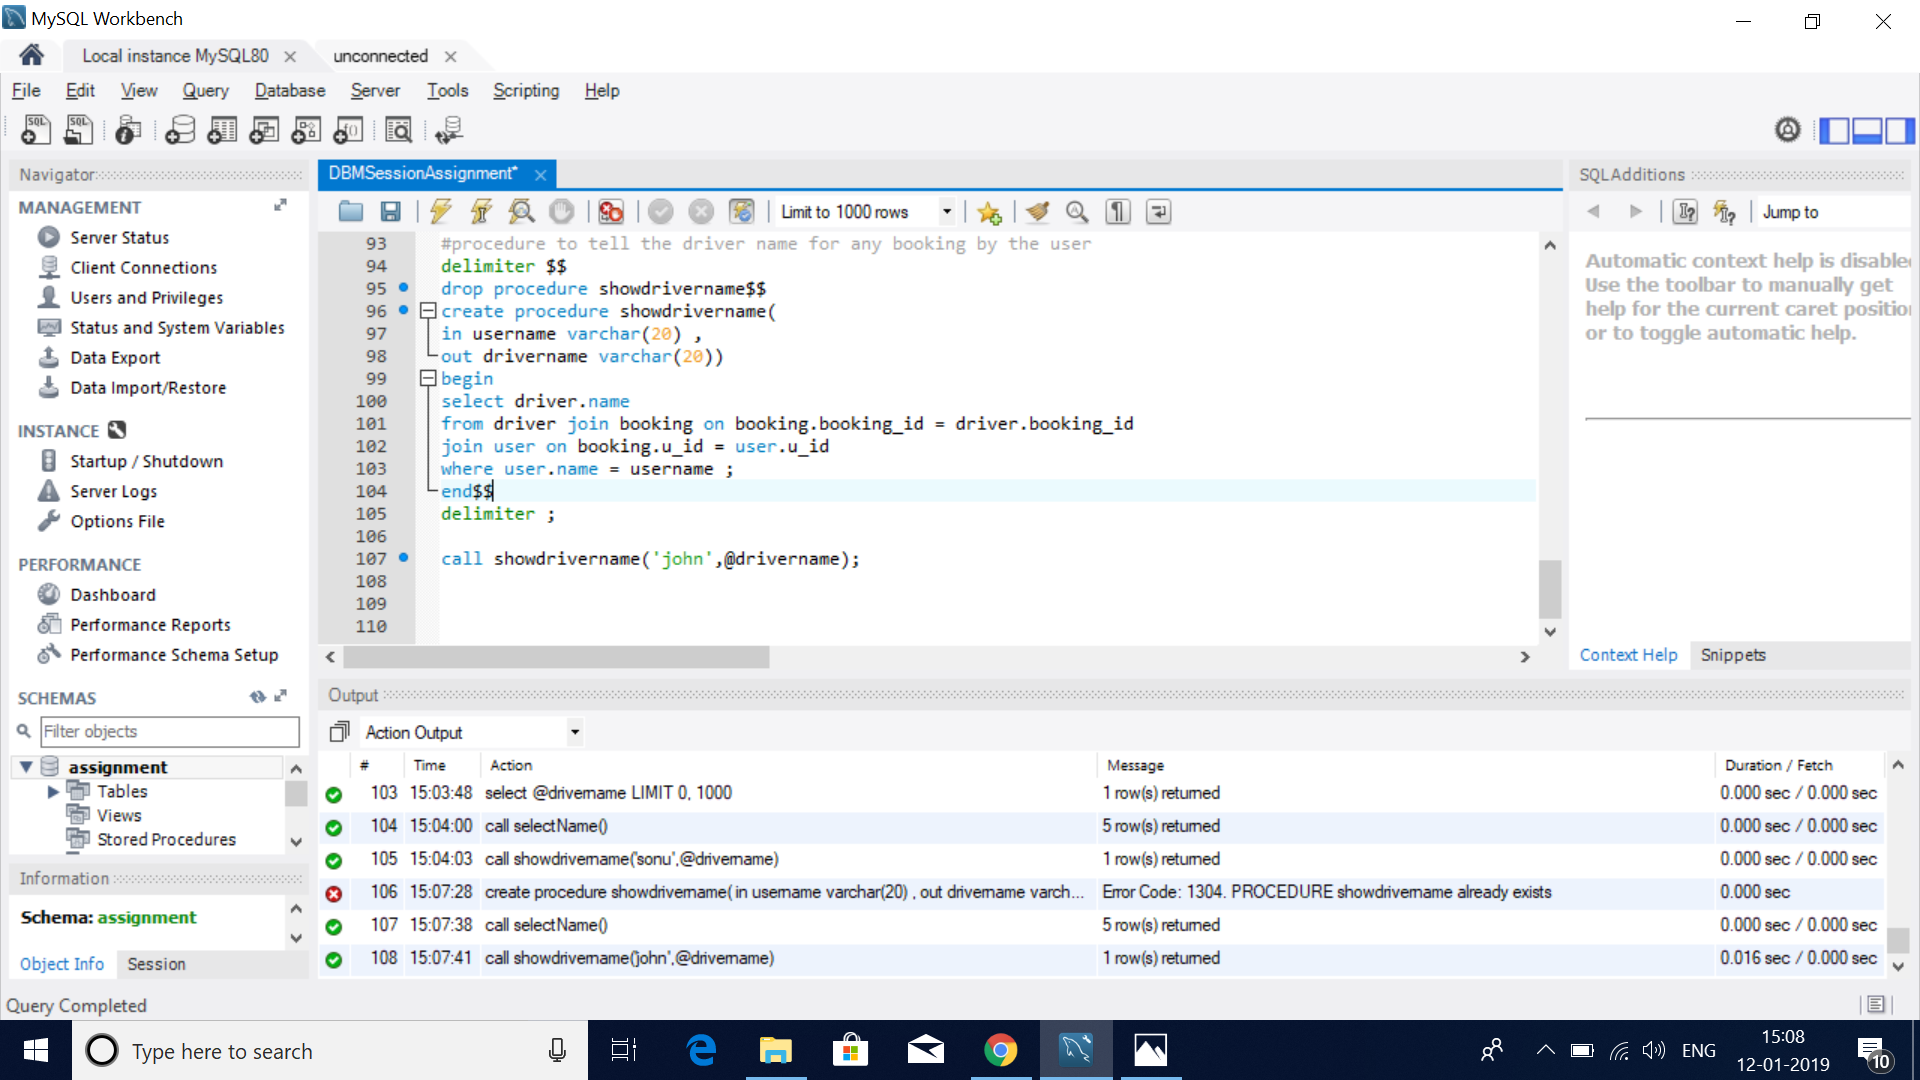 MySQL Workbench
Local instance MySQL80
unconnected
File Edit View Query Database Server Tools Scripting Help
Navigator
MANAGEMENT
Server Status
Client Connections
Users and Privileges
Status and System Variables
Data Export
Data Import/Restore
INSTANCE
Startup / Shutdown
Server Logs
Options File
PERFORMANCE
Dashboard
Performance Reports
Performance Schema Setup
SCHEMAS
Filter objects
assignment
Tables
Views
Stored Procedures
Information
Schema: assignment
Object Info Session
Query Completed
DBMSessionAssignment*
Limit to 1000 rows
93 #procedure to tell the driver name for any booking by the user
94 delimiter $$
95 drop procedure showdrivername$$
96 create procedure showdrivername(
97 in username varchar(20) ,
98 out drivername varchar(20))
99 begin
100 select driver.name
101 from driver join booking on booking.booking_id = driver.booking_id
102 join user on booking.u_id = user.u_id
103 where user.name = username ;
104 end$$
105 delimiter ;
106
107 call showdrivername('john',@drivername);
108
109
110
SQLAdditions
Jump to
Automatic context help is disabled
Use the toolbar to manually get
help for the current caret position
or to toggle automatic help.
Context Help Snippets
Output
Action Output
# Time Action Message Duration / Fetch
103 15:03:48 select @drivername LIMIT 0, 1000 1 row(s) returned 0.000 sec / 0.000 sec
104 15:04:00 call selectName() 5 row(s) returned 0.000 sec / 0.000 sec
105 15:04:03 call showdrivername('sonu',@drivername) 1 row(s) returned 0.000 sec / 0.000 sec
106 15:07:28 create procedure showdrivername( in username varchar(20) , out drivername varch... Error Code: 1304. PROCEDURE showdrivername already exists 0.000 sec
107 15:07:38 call selectName() 5 row(s) returned 0.000 sec / 0.000 sec
108 15:07:41 call showdrivername('john',@drivername) 1 row(s) returned 0.016 sec / 0.000 sec
Type here to search
ENG
15:08
12-01-2019
10